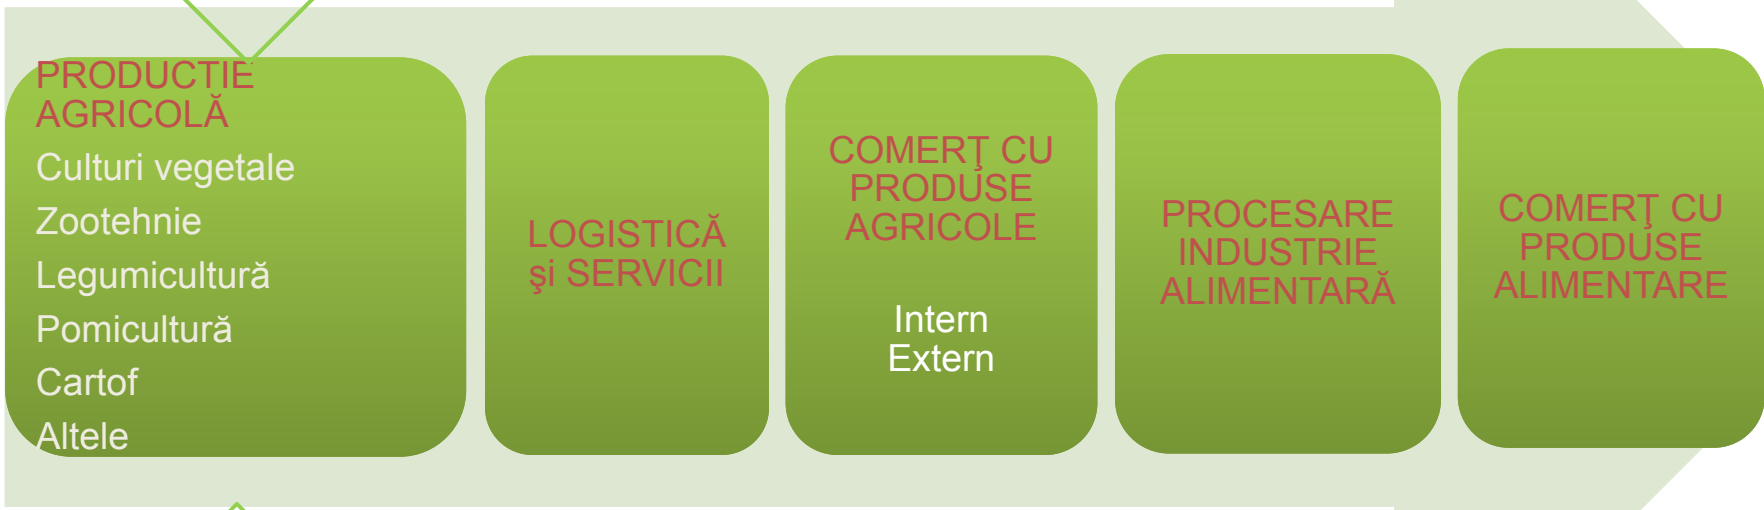 PRODUCTIE
AGRICOLĂ
Culturi vegetale
Zootehnie
Legumicultură
Pomicultură
Cartof
Altele
LOGISTICĂ
şi SERVICII
COMERŢ CU
PRODUSE
AGRICOLE
Intern
Extern
PROCESARE
INDUSTRIE
ALIMENTARĂ
COMERŢ CU
PRODUSE
ALIMENTARE